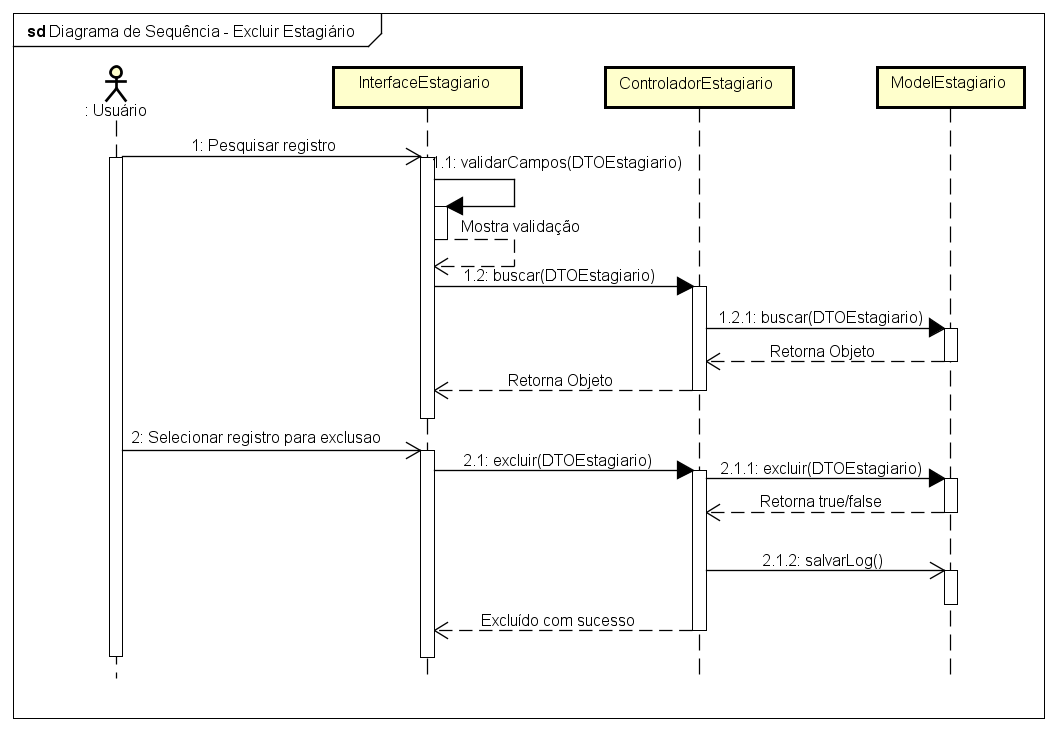 sd Diagrama de Sequência - Excluir Estagiário
: Usuário
InterfaceEstagiario
ControladorEstagiario
ModelEstagiario
1: Pesquisar registro
1.1: validarCampos(DTOEstagiario)
Mostra validação
1.2: buscar(DTOEstagiario)
1.2.1: buscar(DTOEstagiario)
Retorna Objeto
Retorna Objeto
2: Selecionar registro para exclusao
2.1: excluir(DTOEstagiario)
2.1.1: excluir(DTOEstagiario)
Retorna true/false
2.1.2: salvarLog()
Excluído com sucesso